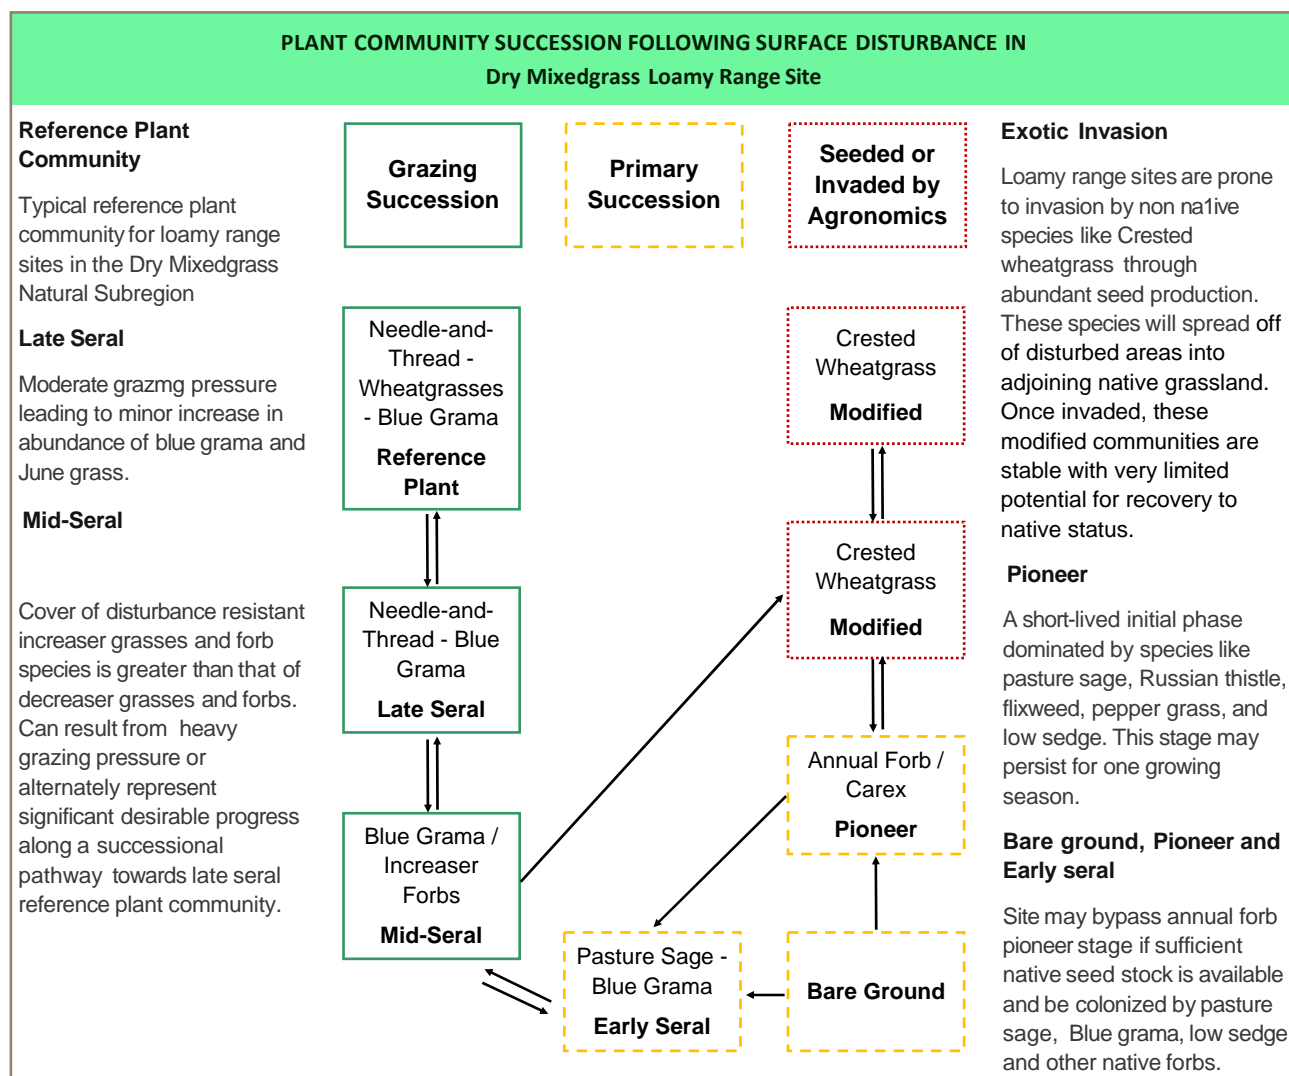 PLANT COMMUNITY SUCCESSION FOLLOWING SURFACE DISTURBANCE IN
Dry Mixedgrass Loamy Range Site
Reference Plant
Community
Typical reference plant
community for loamy range
sites in the Dry Mixedgrass
Natural Subregion
Late Seral
Moderate grazmg pressure
leading to minor increase in
abundance of blue grama and
June grass.
Mid-Seral
Cover of disturbance resistant
increaser grasses and forb
species is greater than that of
decreaser grasses and forbs.
Can result from heavy
grazing pressure or
alternately represent
significant desirable progress
along a successional
pathway towards late seral
reference plant community.
Grazing
Succession
Needle-and-
Thread -
Wheatgrasses
- Blue Grama
Reference
Plant
Needle-and-
Thread - Blue
Grama
Late Seral
Blue Grama /
Increaser
Forbs
Mid-Seral
Primary
Succession
Pasture Sage -
Blue Grama
Early Seral
Seeded or
Invaded by
Agronomics
Crested
Wheatgrass
Modified
Crested
Wheatgrass
Modified
Annual Forb /
Carex
Pioneer
Bare Ground
Exotic Invasion
Loamy range sites are prone
to invasion by non na1ive
species like Crested
wheatgrass through
abundant seed production.
These species will spread off
of disturbed areas into
adjoining native grassland.
Once invaded, these
modified communities are
stable with very limited
potential for recovery to
native status.
Pioneer
A short-lived initial phase
dominated by species like
pasture sage, Russian thistle,
flixweed, pepper grass, and
low sedge. This stage may
persist for one growing
season.
Bare ground, Pioneer and
Early seral
Site may bypass annual forb
pioneer stage if sufficient
native seed stock is available
and be colonized by pasture
sage, Blue grama, low sedge
and other native forbs.